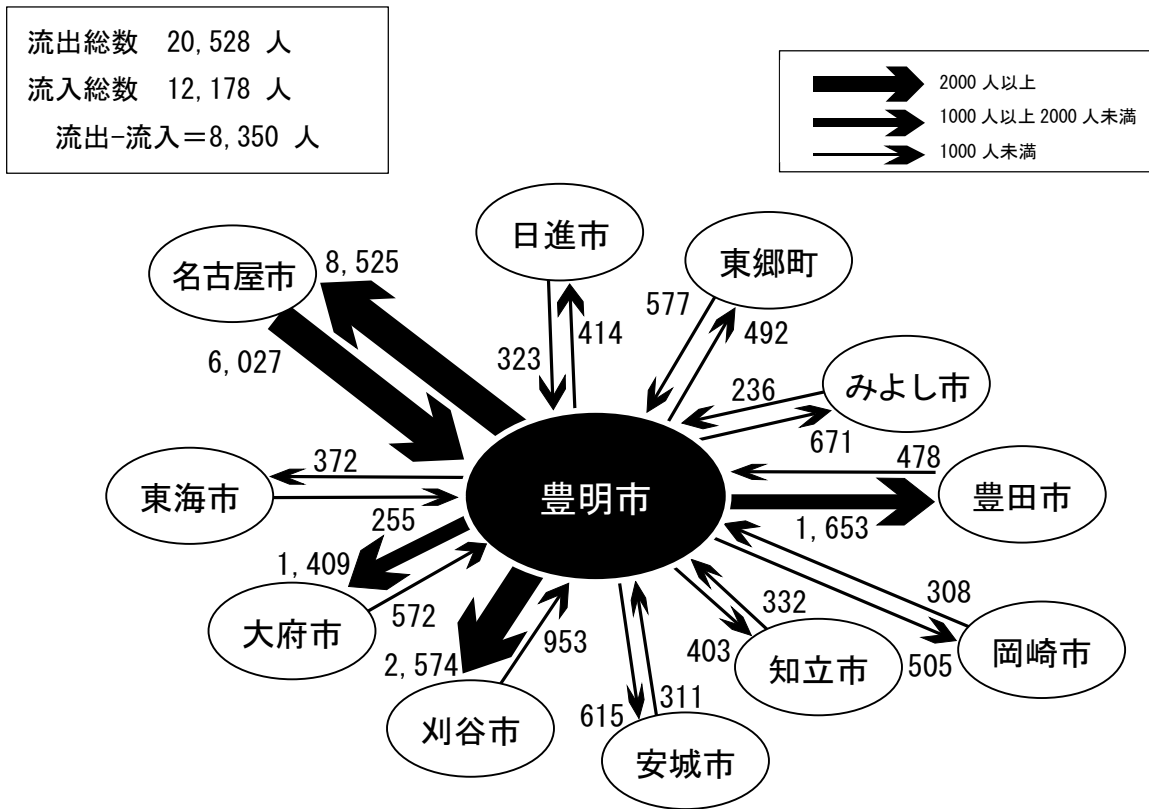 流出総数 20,528 人
流入総数 12,178 人
流出-流入＝8,350 人
2000 人以上
1000 人以上 2000 人未満
1000 人未満
日進市
東郷町
名古屋市
8,525
577
492
414
323
6,027
みよし市
236
671
478
372
東海市
豊明市
豊田市
255
1,653
1,409
308
332
572
大府市
953
403
知立市
505
岡崎市
2,574
刈谷市
615
311
安城市